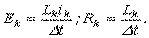 E_k = L_k i_k / Δt ; R_k = L_k / Δt .